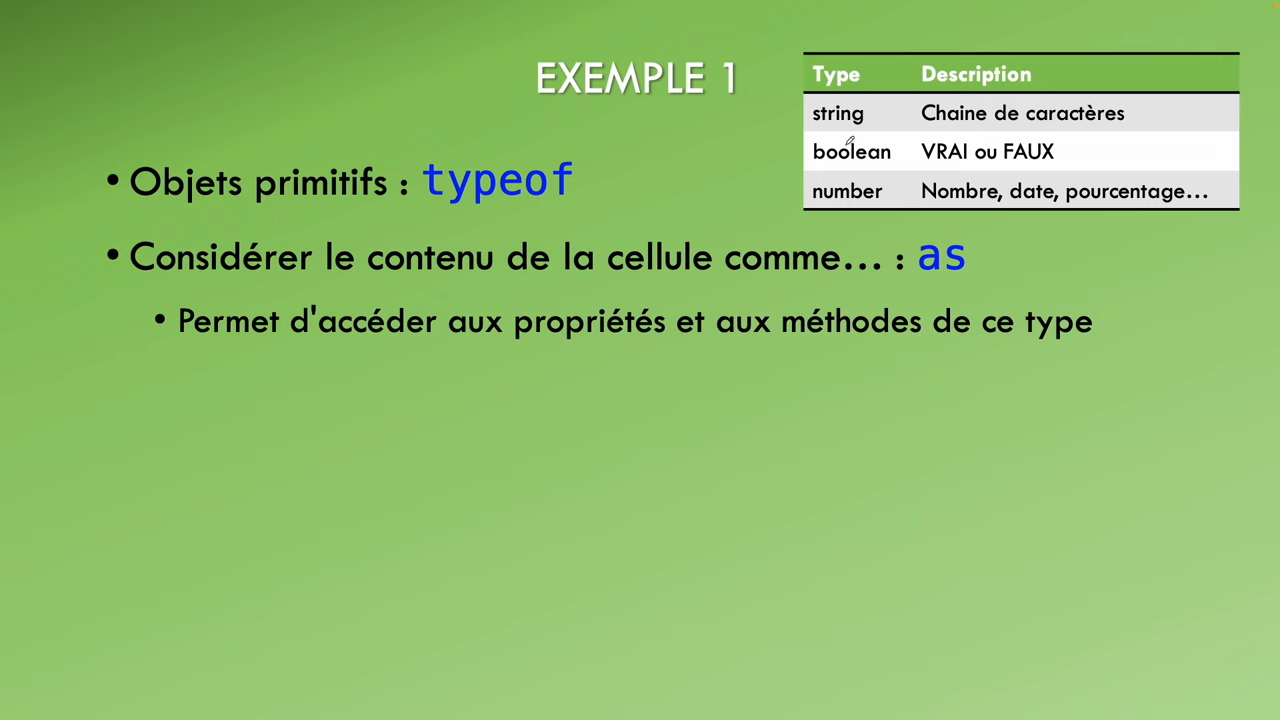 EXEMPLE 1
Type Description
string Chaine de caractères
boolean VRAI ou FAUX
number Nombre, date, pourcentage…
• Objets primitifs : typeof
• Considérer le contenu de la cellule comme… : as
• Permet d'accéder aux propriétés et aux méthodes de ce type